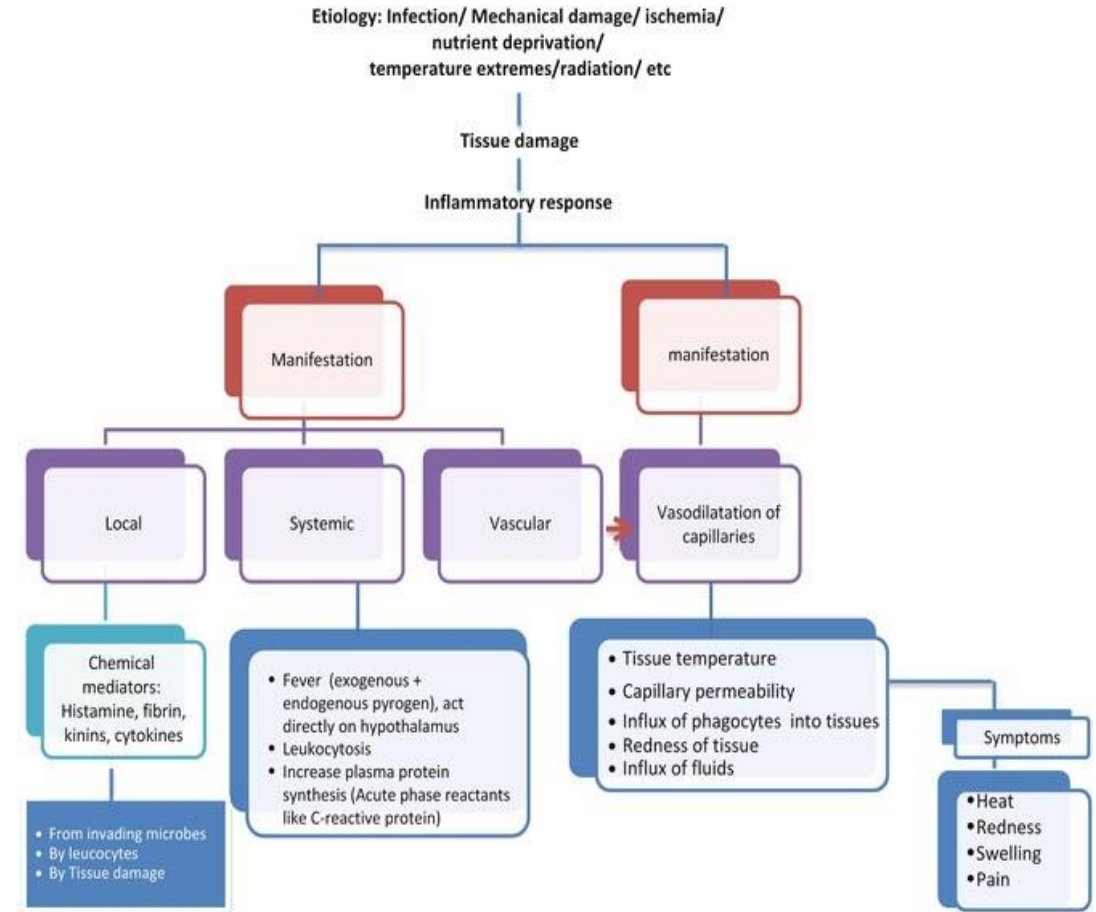 Etiology: Infection/ Mechanical damage/ ischemia/
nutrient deprivation/
temperature extremes/radiation/ etc
Tissue damage
Inflammatory response
Manifestation
manifestation
Local
Systemic
Vascular
Vasodilatation of
capillaries
Chemical
mediators:
Histamine, fibrin,
kinins, cytokines
• From invading microbes
• By leucocytes
• By Tissue damage
• Fever (exogenous +
endogenous pyrogen), act
directly on hypothalamus
• Leukocytosis
• Increase plasma protein
synthesis (Acute phase reactants
like C-reactive protein)
• Tissue temperature
• Capillary permeability
• Influx of phagocytes into tissues
• Redness of tissue
• Influx of fluids
Symptoms
•Heat
•Redness
•Swelling
•Pain